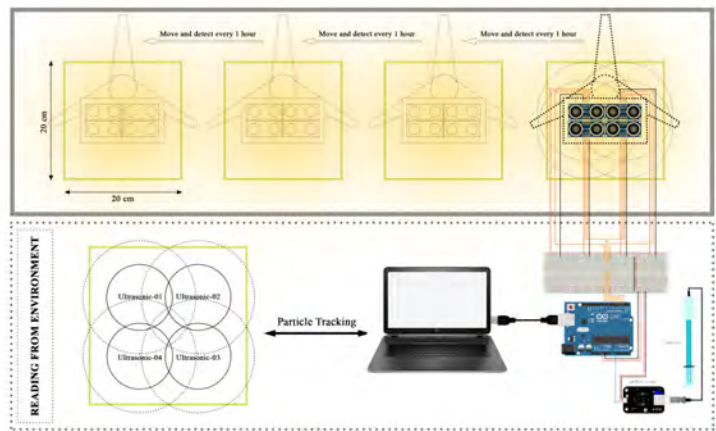 Move and detect every 1 hour
Move and detect every 1 hour
Move and detect every 1 hour
20 cm
20 cm
READING FROM ENVIRONMENT
Ultrasonic-01
Ultrasonic-02
Ultrasonic-04
Ultrasonic-03
Particle Tracking